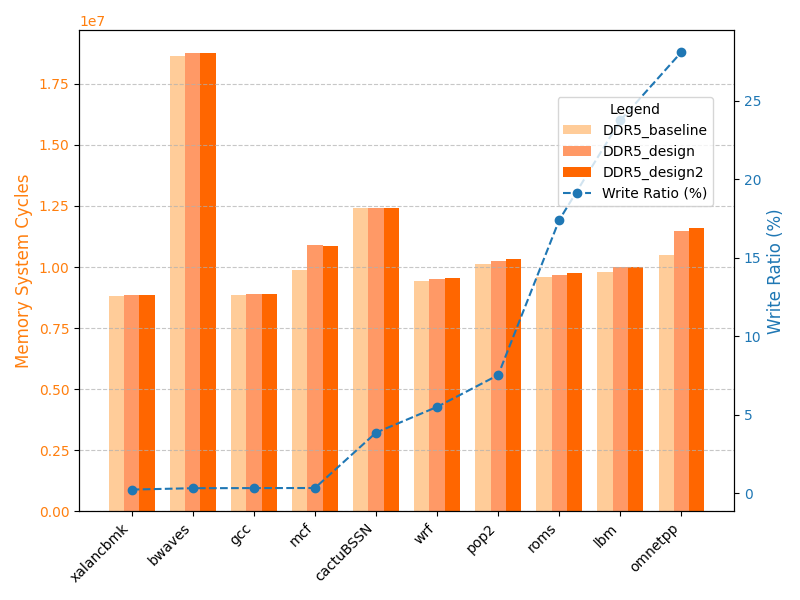 1e7
Memory System Cycles
1.75
1.50
1.25
1.00
0.75
0.50
0.25
0.00
Legend
DDR5_baseline
DDR5_design
DDR5_design2
Write Ratio (%)
25
20
15
10
5
0
Write Ratio (%)
xalancbmk
bwaves
gcc
mcf
cactuBSSN
wrf
pop2
roms
lbm
omnetpp